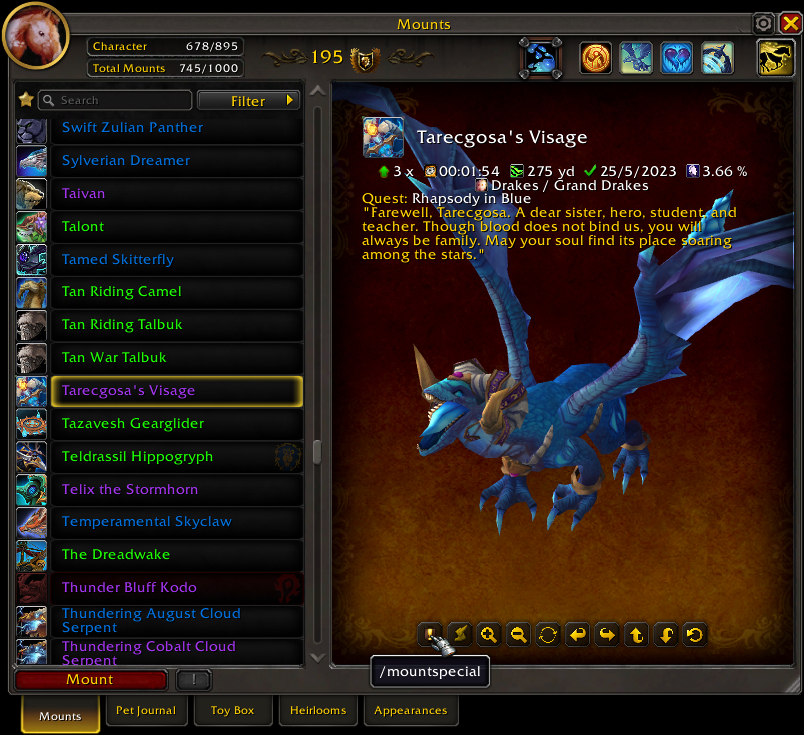 Mounts
Character 678/895
Total Mounts 745/1000
195
Search
Filter
Swift Zulian Panther
Sylverian Dreamer
Taivan
Talont
Tamed Skitterfly
Tan Riding Camel
Tan Riding Talbuk
Tan War Talbuk
Tarecgosa's Visage
Tazavesh Gearglider
Teldrassil Hippogryph
Telix the Stormhorn
Temperamental Skyclaw
The Dreadwake
Thunder Bluff Kodo
Thundering August Cloud
Serpent
Thundering Cobalt Cloud
Serpent
Tarecgosa's Visage
3 x 00:01:54 275 yd 25/5/2023 3.66 %
Drakes / Grand Drakes
Quest: Rhapsody in Blue
"Farewell, Tarecgosa. A dear sister, hero, student, and
teacher. Though blood does not bind us, you will
always be family. May your soul find its place soaring
among the stars."
/mountspecial
Mount
!
Mounts
Pet Journal
Toy Box
Heirlooms
Appearances